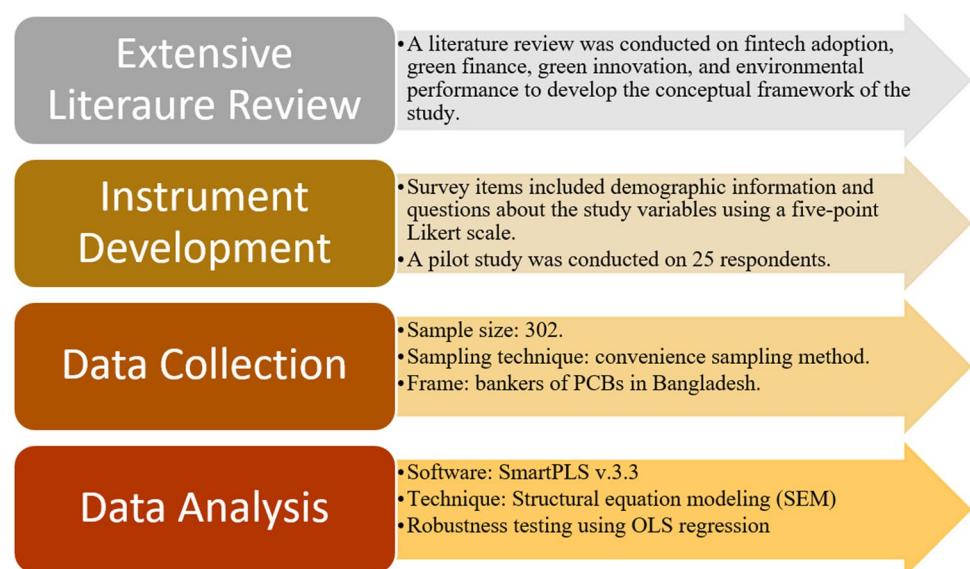 Extensive
Literaure Review
•A literature review was conducted on fintech adoption,
green finance, green innovation, and environmental
performance to develop the conceptual framework of the
study.
Instrument
Development
•Survey items included demographic information and
questions about the study variables using a five-point
Likert scale.
•A pilot study was conducted on 25 respondents.
Data Collection
•Sample size: 302.
•Sampling technique: convenience sampling method.
•Frame: bankers of PCBs in Bangladesh.
Data Analysis
•Software: SmartPLS v.3.3
•Technique: Structural equation modeling (SEM)
•Robustness testing using OLS regression